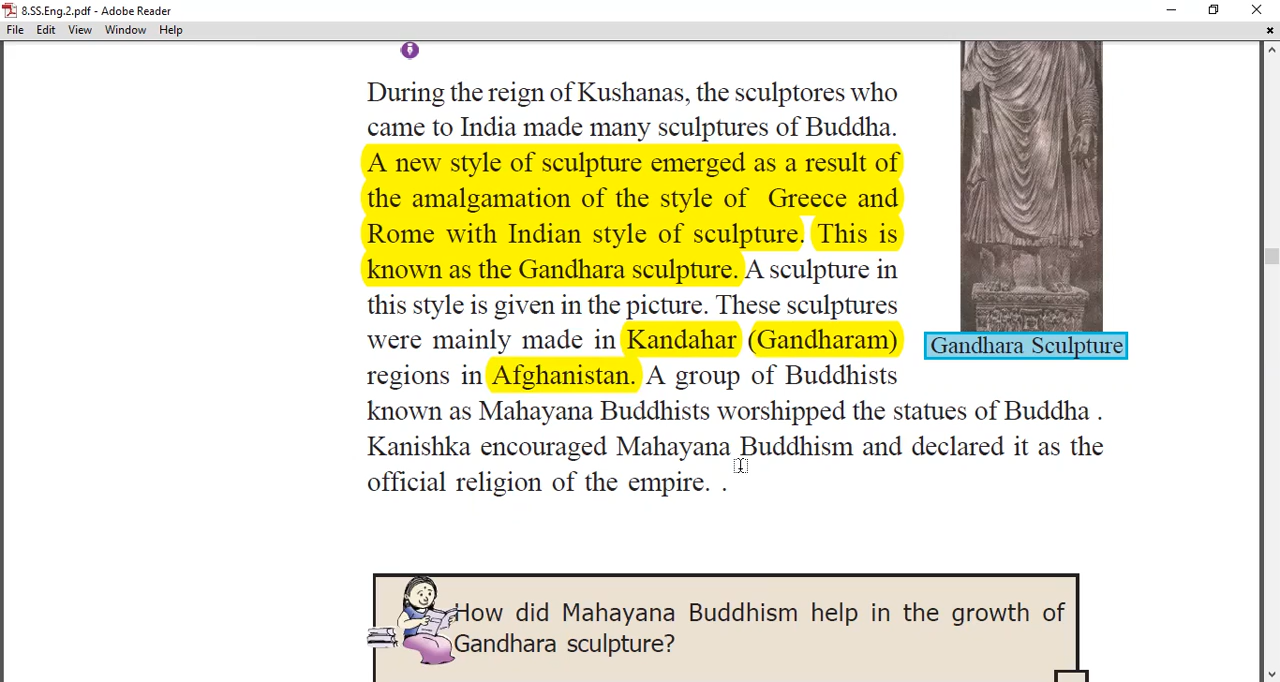 8.SS.Eng.2.pdf - Adobe Reader
File Edit View Window Help
During the reign of Kushanas, the sculptores who
came to India made many sculptures of Buddha.
A new style of sculpture emerged as a result of
the amalgamation of the style of Greece and
Rome with Indian style of sculpture. This is
known as the Gandhara sculpture. A sculpture in
this style is given in the picture. These sculptures
were mainly made in Kandahar (Gandharam)
regions in Afghanistan. A group of Buddhists
known as Mahayana Buddhists worshipped the statues of Buddha .
Kanishka encouraged Mahayana Buddhism and declared it as the
official religion of the empire. .
Gandhara Sculpture
How did Mahayana Buddhism help in the growth of
Gandhara sculpture?